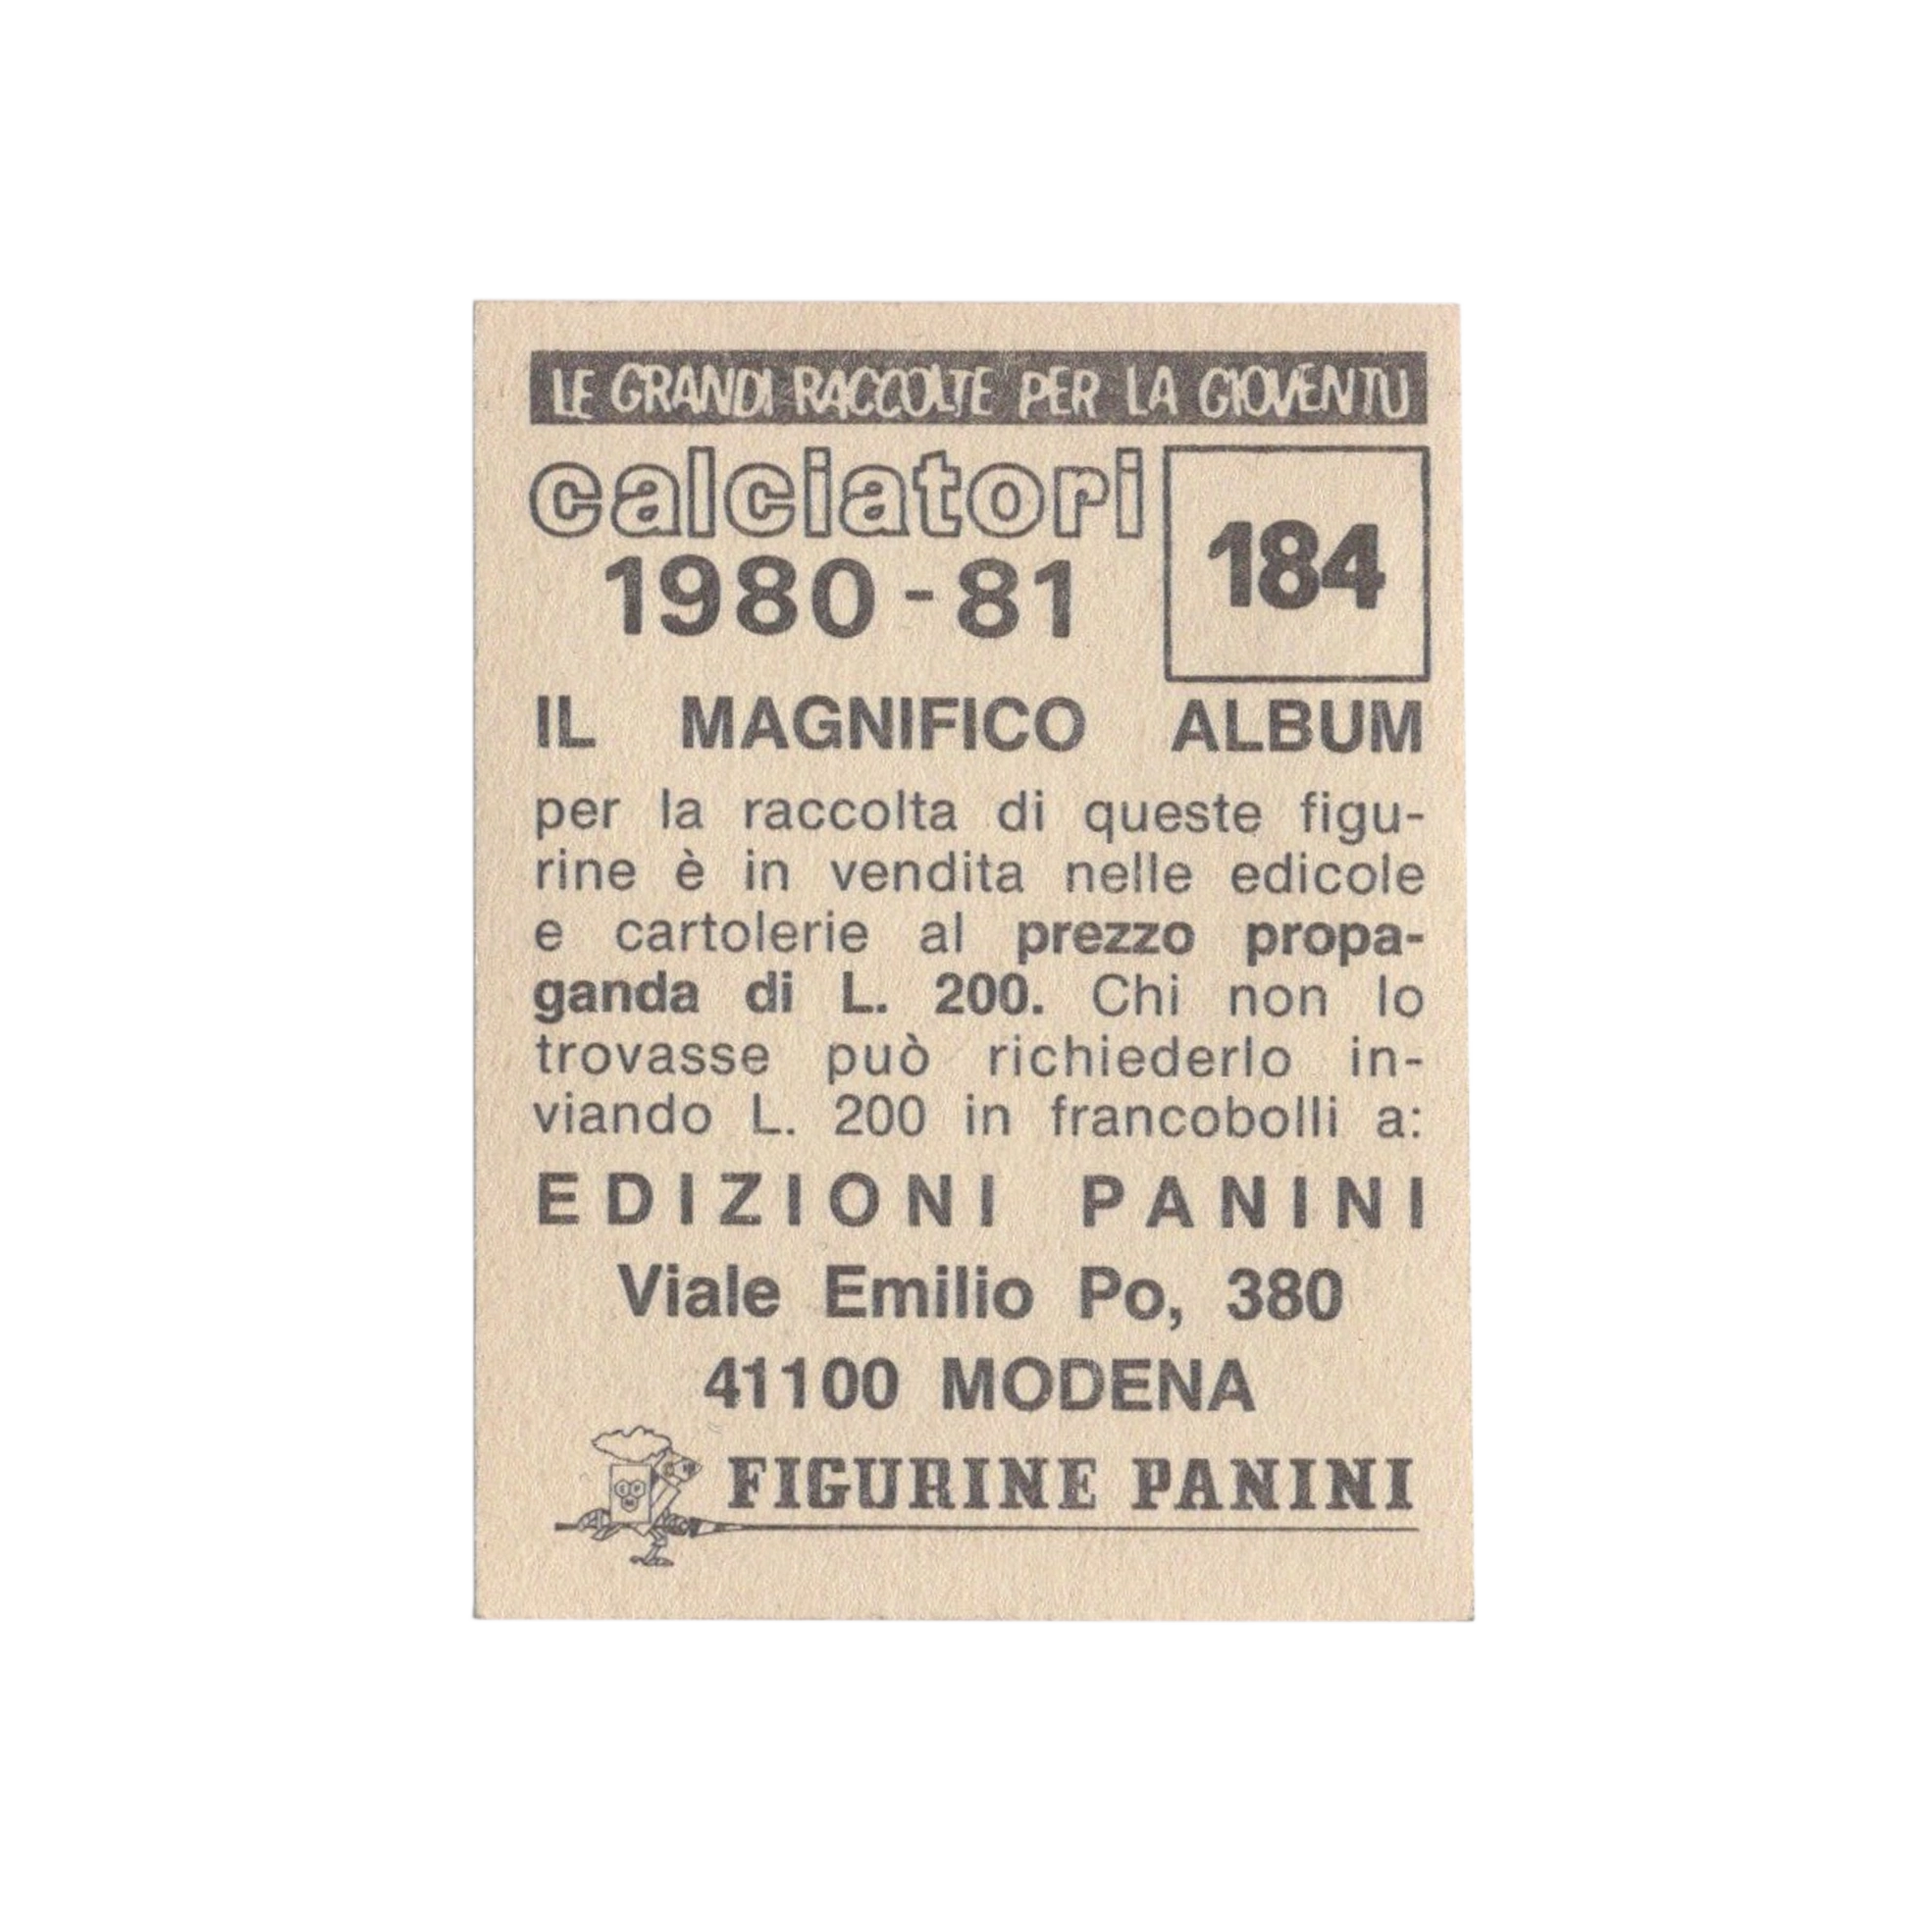 LE GRANDI RACCOLTE PER LA GIOVENTÙ
calciatori
1980-81
184
IL MAGNIFICO ALBUM
per la raccolta di queste figu-
rine è in vendita nelle edicole
e cartolerie al prezzo propa-
ganda di L. 200. Chi non lo
trovasse può richiederlo in-
viando L. 200 in francobolli a:
EDIZIONI PANINI
Viale Emilio Po, 380
41100 MODENA
FIGURINE PANINI